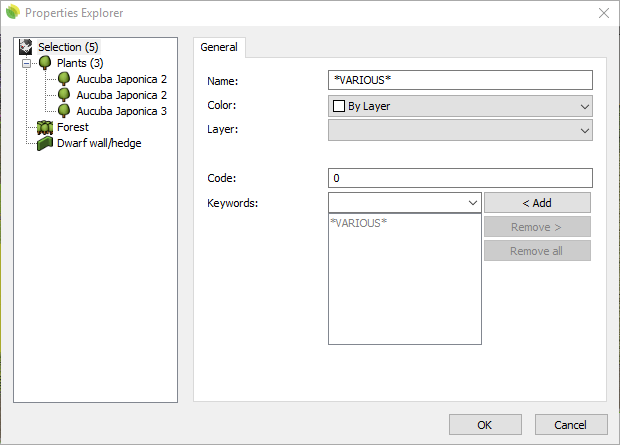 Properties Explorer
Selection (5)
Plants (3)
Aucuba Japonica 2
Aucuba Japonica 2
Aucuba Japonica 3
Forest
Dwarf wall/hedge
General
Name: *VARIOUS*
Color: By Layer
Layer:
Code: 0
Keywords: < Add
*VARIOUS* Remove >
Remove all
OK Cancel